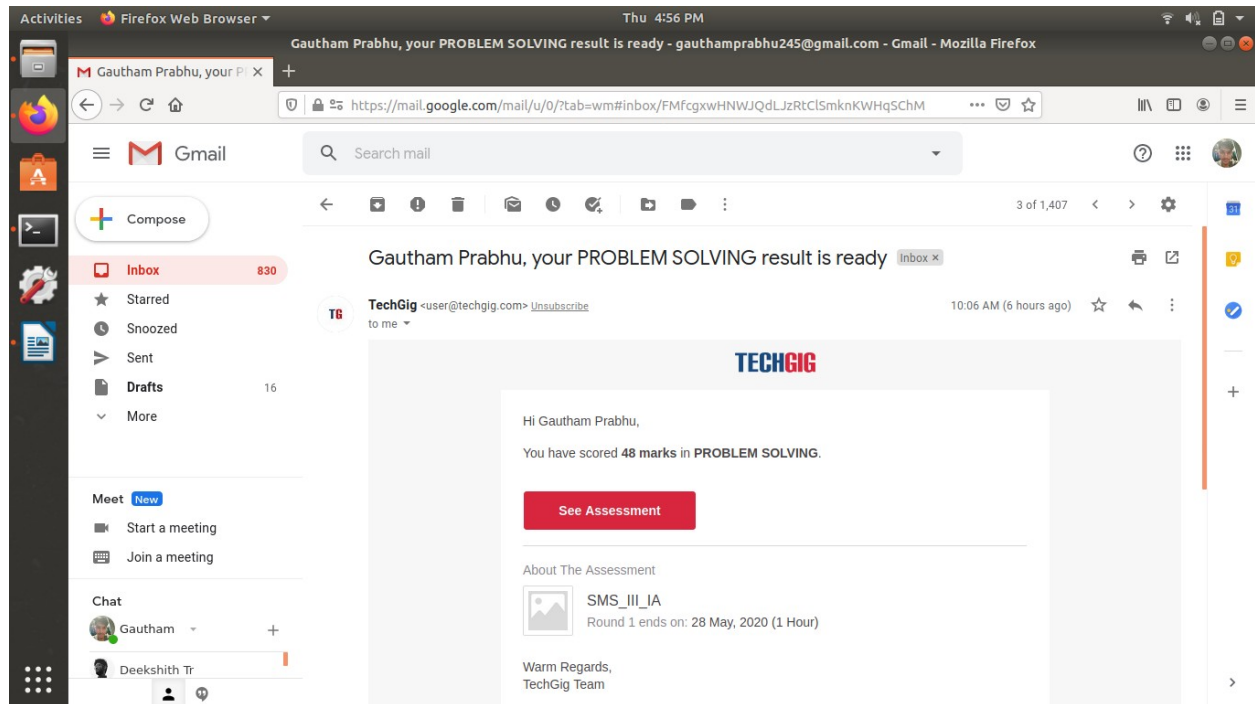 Activities Firefox Web Browser Thu 4:56 PM
Gautham Prabhu, your PROBLEM SOLVING result is ready - gauthamprabhu245@gmail.com - Gmail - Mozilla Firefox
Gautham Prabhu, your P
https://mail.google.com/mail/u/0/?tab=wm#inbox/FMfcgxwHNWJQdLJzRtClSmknKWHqSChM
Gmail
Search mail
Compose
3 of 1,407
31
Gautham Prabhu, your PROBLEM SOLVING result is ready Inbox ×
Inbox 830
Starred
Snoozed
Sent
Drafts 16
More
TG
TechGig <user@techgig.com> Unsubscribe 10:06 AM (6 hours ago)
to me
TECHGIG
Hi Gautham Prabhu,
You have scored 48 marks in PROBLEM SOLVING.
See Assessment
About The Assessment
SMS_III_IA
Round 1 ends on: 28 May, 2020 (1 Hour)
Warm Regards,
TechGig Team
Meet New
Start a meeting
Join a meeting
Chat
Gautham
Deekshith Tr